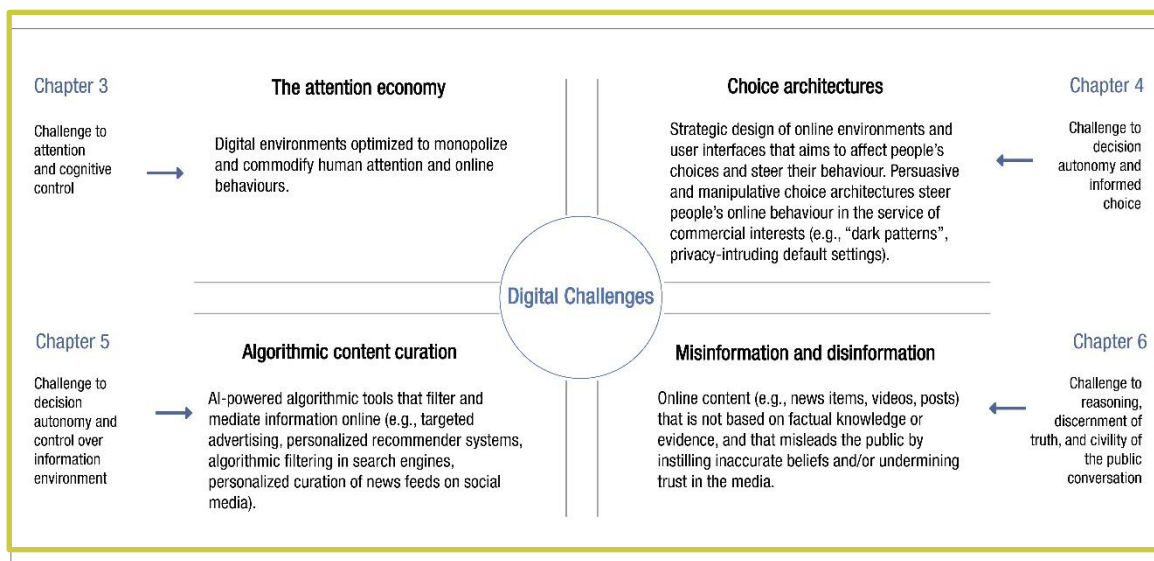 Chapter 3
Challenge to
attention
and cognitive
control
The attention economy
Digital environments optimized to monopolize
and commodify human attention and online
behaviours.
Choice architectures
Strategic design of online environments and
user interfaces that aims to affect people's
choices and steer their behaviour. Persuasive
and manipulative choice architectures steer
people's online behaviour in the service of
commercial interests (e.g., “dark patterns”,
privacy-intruding default settings).
Chapter 4
Challenge to
decision
autonomy and
informed
choice
Digital Challenges
Chapter 5
Challenge to
decision
autonomy and
control over
information
environment
Algorithmic content curation
AI-powered algorithmic tools that filter and
mediate information online (e.g., targeted
advertising, personalized recommender systems,
algorithmic filtering in search engines,
personalized curation of news feeds on social
media).
Misinformation and disinformation
Online content (e.g., news items, videos, posts)
that is not based on factual knowledge or
evidence, and that misleads the public by
instilling inaccurate beliefs and/or undermining
trust in the media.
Chapter 6
Challenge to
reasoning,
discernment of
truth, and civility of
the public
conversation